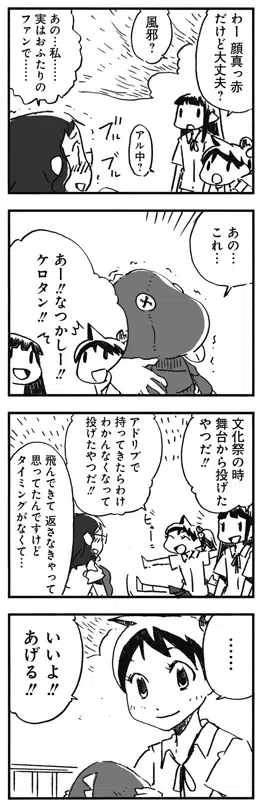 わー 顔真っ赤
だけど大丈夫？
風邪？
アル中？
ブル
ブル
あの…私…
実はおふたりの
ファンで……
あの…
これ…
あー!!なつかしー!!
ケロタン!!
文化祭の時
舞台から投げた
やつだ!!
アドリブで
持ってきたらわけ
わかんなくなって
投げたやつだ!!
ピュー
飛んできて 返さなきゃって
思ってたんですけど
タイミングがなくて…
……
いいよ!!
あげる!!